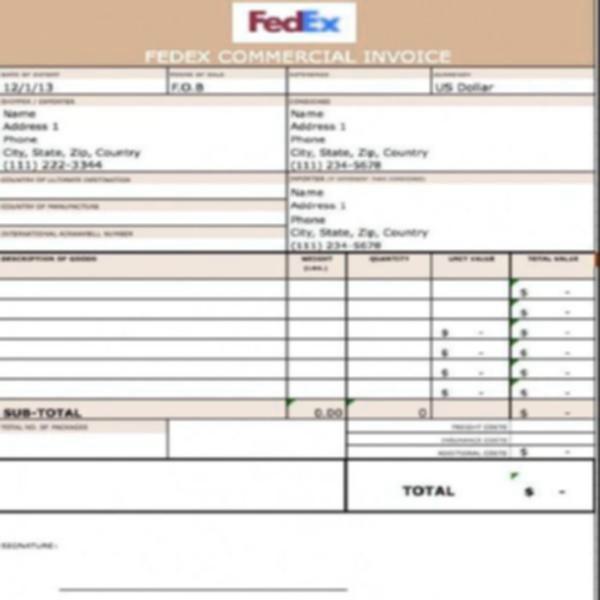 FedEx
FEDEX COMMERCIAL INVOICE
DATE OF EXPORT
TERMS OF SALE
REFERENCE
CURRENCY
12/1/13
F.O.B
US Dollar
SHIPPER / EXPORTER
CONSIGNEE
Name
Name
Address 1
Address 1
Phone
Phone
City, State, Zip, Country
City, State, Zip, Country
(111) 222-3344
(111) 234-5678
COUNTRY OF ULTIMATE DESTINATION
IMPORTER (IF DIFFERENT THAN CONSIGNEE)
Name
COUNTRY OF MANUFACTURE
Address 1
Phone
INTERNATIONAL AIRWAYBILL NUMBER
City, State, Zip, Country
(111) 234-5678
DESCRIPTION OF GOODS
WEIGHT
(LBS.)
QUANTITY
UNIT VALUE
TOTAL VALUE
$ -
$ -
$ - $ -
$ - $ -
$ - $ -
$ - $ -
SUB-TOTAL 0.00 0 $ -
TOTAL NO. OF PACKAGES
FREIGHT COSTS
INSURANCE COSTS
ADDITIONAL COSTS $ -
TOTAL $ -
SIGNATURE: